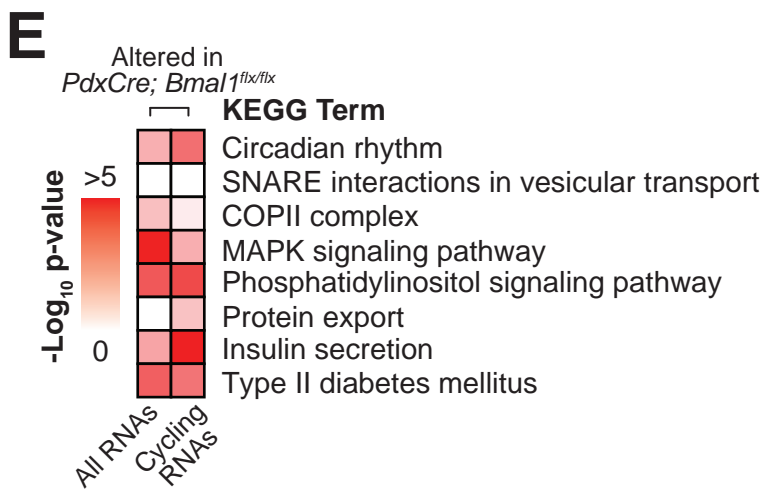 E
Altered in
PdxCre; Bmal1flx/flx
KEGG Term
-Log10 p-value
>5
0
Circadian rhythm
SNARE interactions in vesicular transport
COPII complex
MAPK signaling pathway
Phosphatidylinositol signaling pathway
Protein export
Insulin secretion
Type II diabetes mellitus
All RNAs
Cycling
RNAs